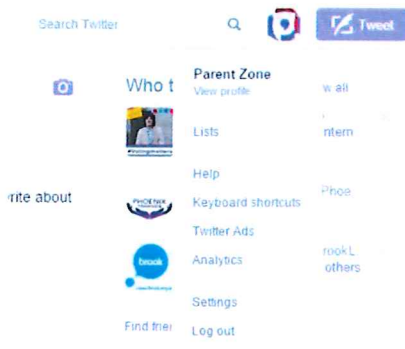 Search Twitter
Tweet
Who t
Parent Zone
View profile
w all
Lists
ntern
Help
rite about
PHOENIX
Keyboard shortcuts
Phoe
Twitter Ads
brook
Analytics
rookL
others
Settings
Find frie
Log out